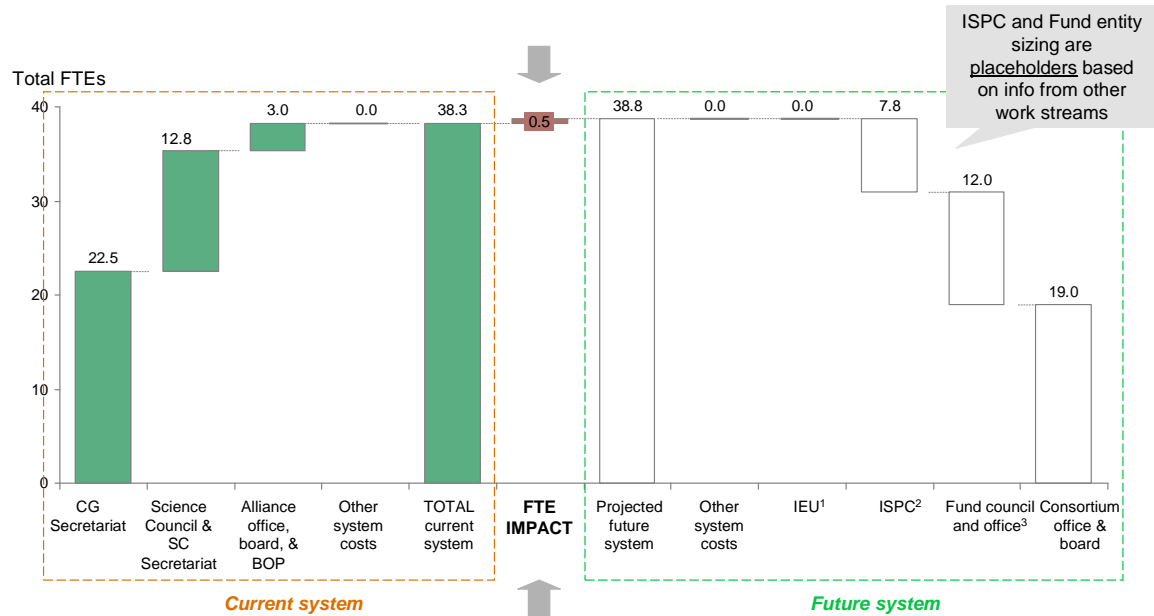 ISPC and Fund entity
sizing are
placeholders based
on info from other
work streams
Total FTEs
40
30
20
10
0
22.5
12.8
3.0
0.0
38.3
0.5
38.8
0.0
0.0
7.8
12.0
19.0
CG
Secretariat
Science
Council &
SC
Secretariat
Alliance
office,
board, &
BOP
Other
system
costs
TOTAL
current
system
FTE
IMPACT
Projected
future
system
Other
system
costs
IEU¹
ISPC²
Fund council
and office³
Consortium
office &
board
Current system
Future system